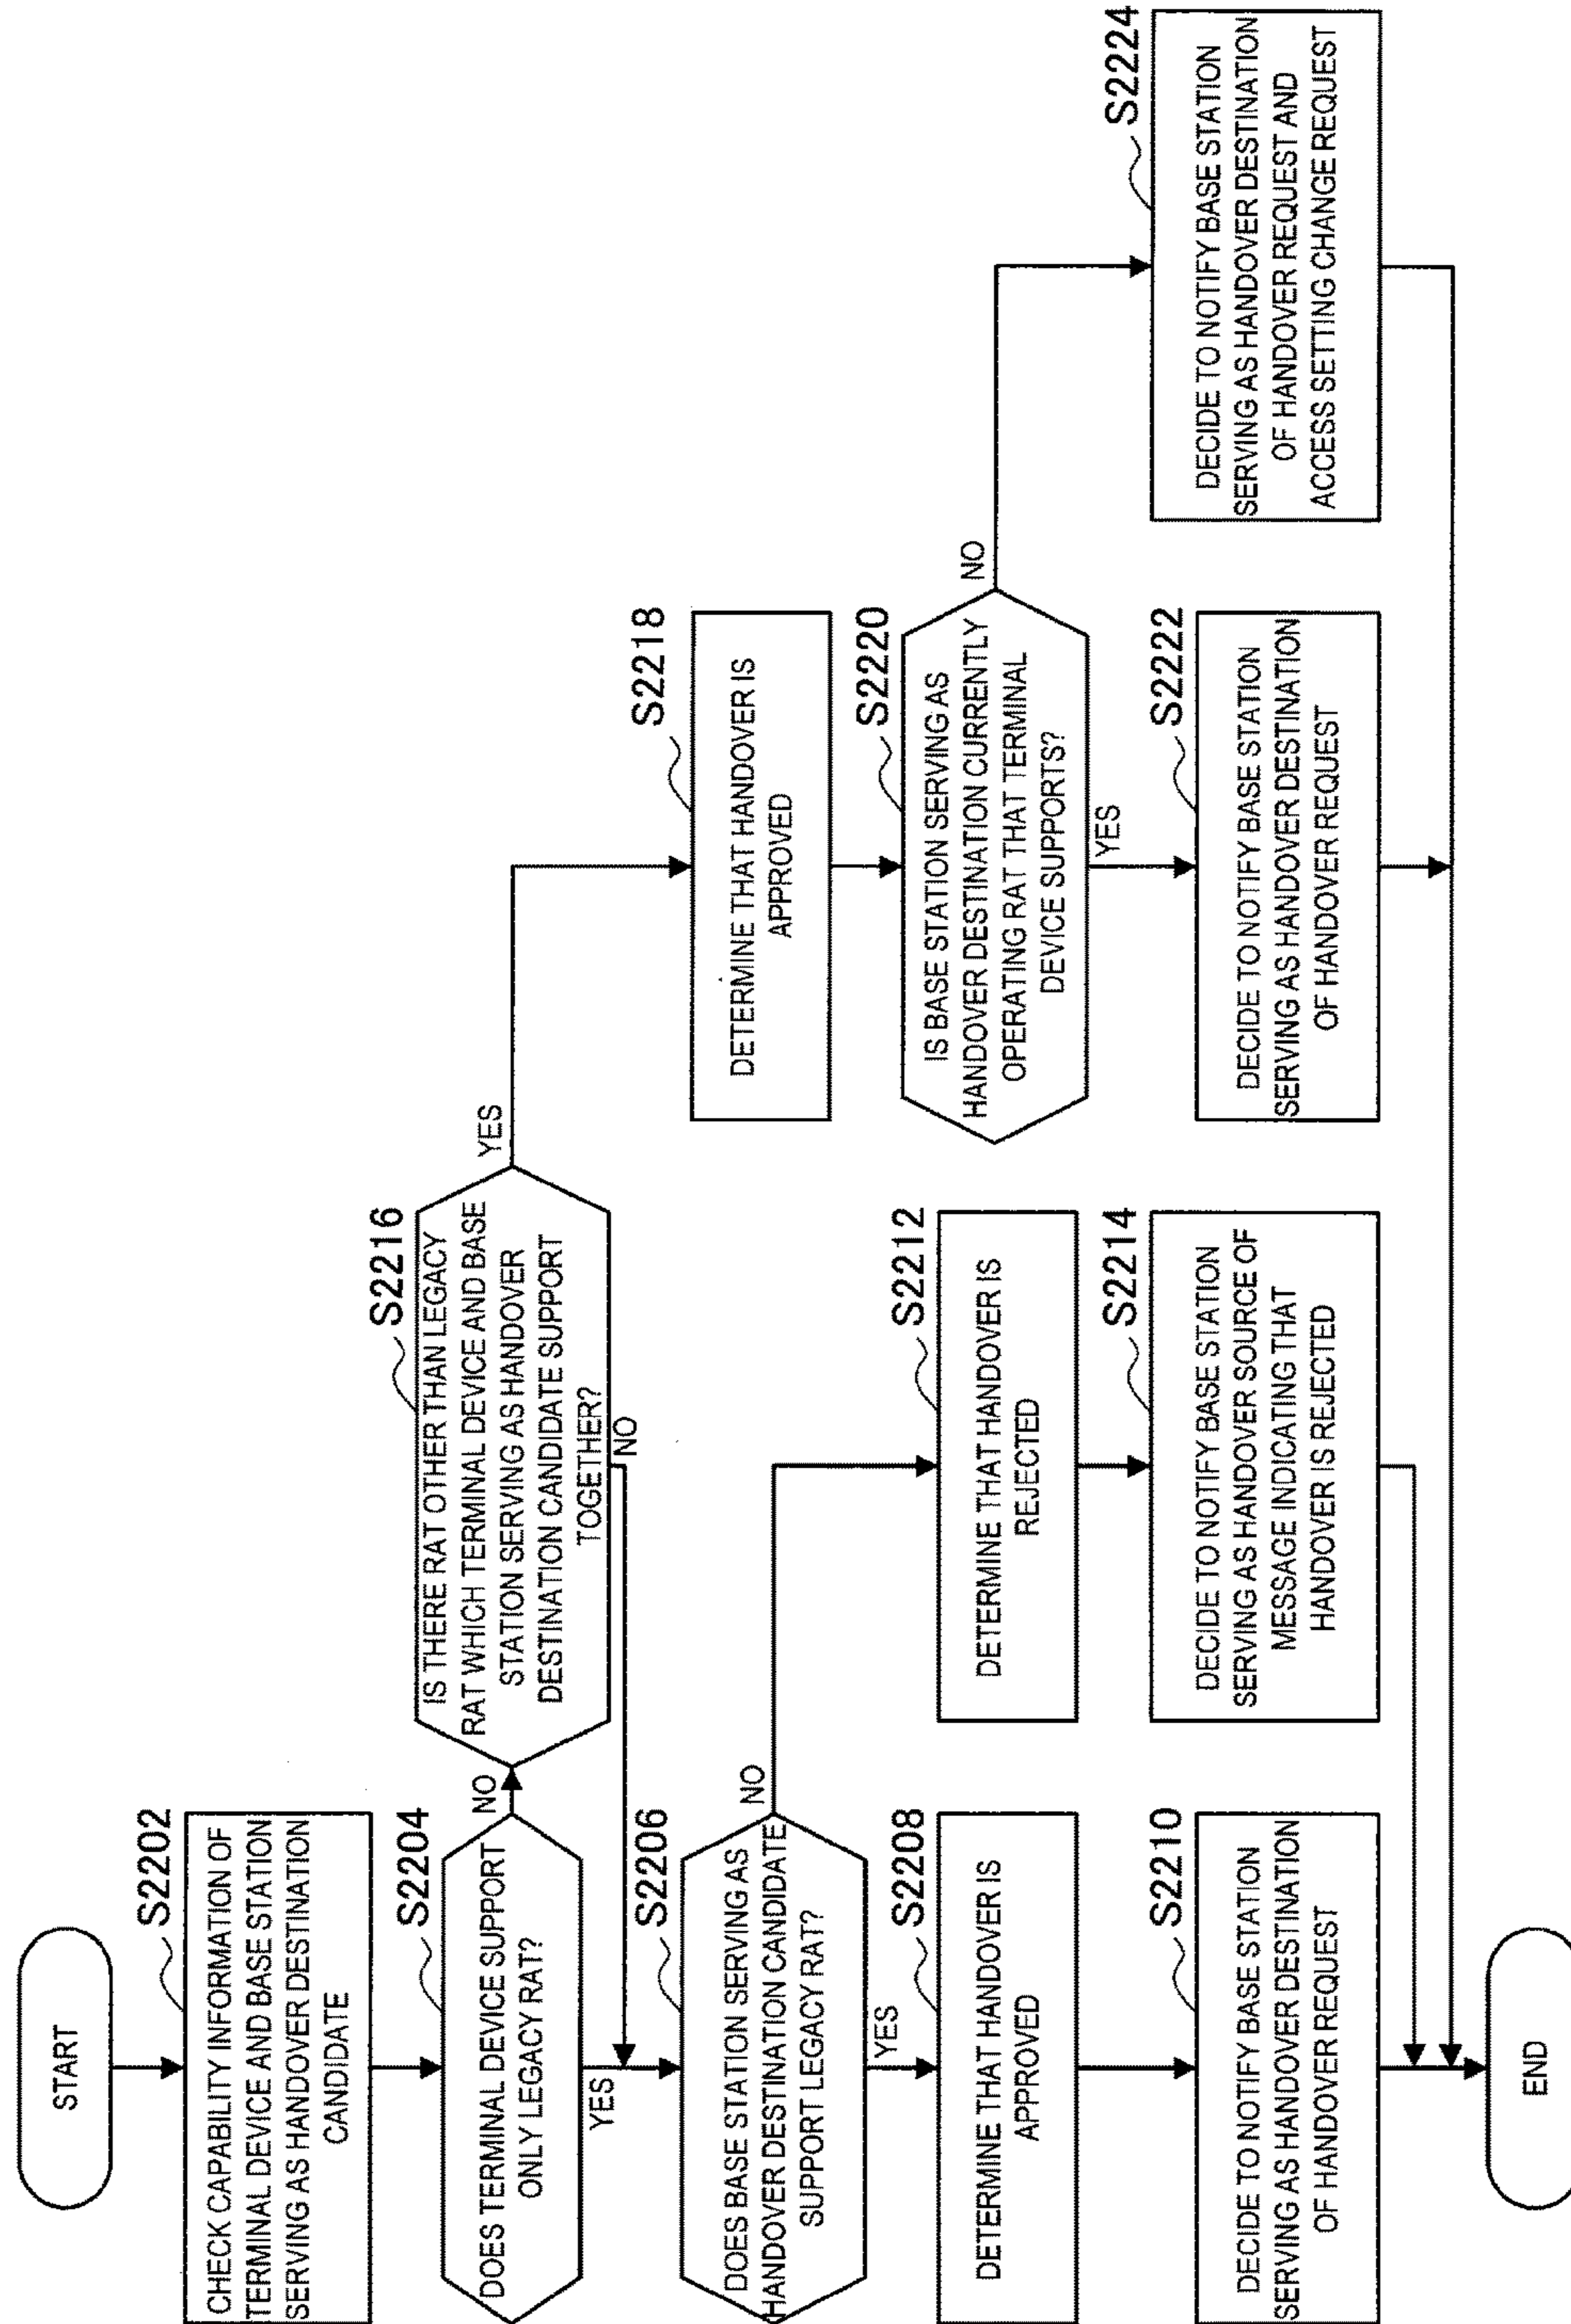 START
S2202
CHECK CAPABILITY INFORMATION OF
TERMINAL DEVICE AND BASE STATION
SERVING AS HANDOVER DESTINATION
CANDIDATE
S2204
DOES TERMINAL DEVICE SUPPORT
ONLY LEGACY RAT?
NO
YES
S2216
IS THERE RAT OTHER THAN LEGACY
RAT WHICH TERMINAL DEVICE AND BASE
STATION SERVING AS HANDOVER
DESTINATION CANDIDATE SUPPORT
TOGETHER?
YES
NO
S2206
DOES BASE STATION SERVING AS
HANDOVER DESTINATION CANDIDATE
SUPPORT LEGACY RAT?
NO
YES
S2208
DETERMINE THAT HANDOVER IS
APPROVED
S2210
DECIDE TO NOTIFY BASE STATION
SERVING AS HANDOVER DESTINATION
OF HANDOVER REQUEST
S2212
DETERMINE THAT HANDOVER IS
REJECTED
S2214
DECIDE TO NOTIFY BASE STATION
SERVING AS HANDOVER SOURCE OF
MESSAGE INDICATING THAT
HANDOVER IS REJECTED
S2218
DETERMINE THAT HANDOVER IS
APPROVED
S2220
IS BASE STATION SERVING AS
HANDOVER DESTINATION CURRENTLY
OPERATING RAT THAT TERMINAL
DEVICE SUPPORTS?
NO
YES
S2222
DECIDE TO NOTIFY BASE STATION
SERVING AS HANDOVER DESTINATION
OF HANDOVER REQUEST
S2224
DECIDE TO NOTIFY BASE STATION
SERVING AS HANDOVER DESTINATION
OF HANDOVER REQUEST AND
ACCESS SETTING CHANGE REQUEST
END